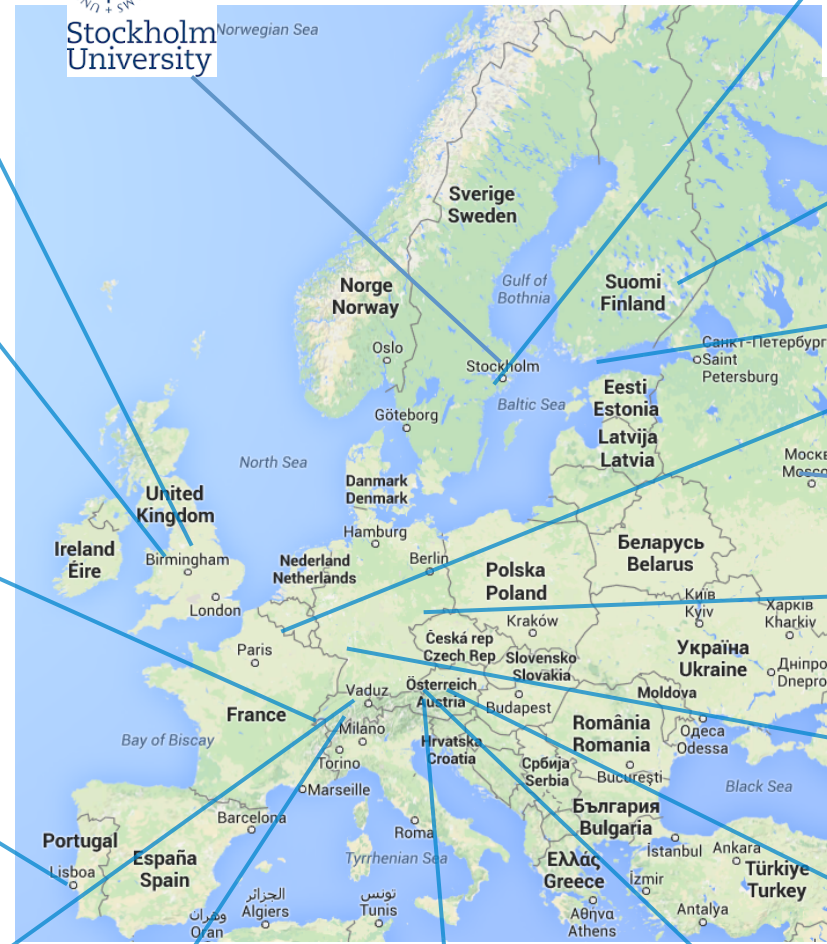 Stockholm
University
Norwegian Sea
Sverige
Sweden
Gulf of
Bothnia
Suomi
Finland
Norge
Norway
Oslo
Stockholm
Санкт-Петербург
Saint
Petersburg
Eesti
Estonia
Baltic Sea
Göteborg
Latvija
Latvia
North Sea
Danmark
Denmark
United
Kingdom
Hamburg
Ireland
Éire
Birmingham
Nederland
Netherlands
Berlin
Polska
Poland
Беларусь
Belarus
London
Київ
Kyiv
Харків
Kharkiv
Kraków
Paris
Česká rep
Czech Rep
Slovensko
Slovakia
Україна
Ukraine
Vaduz
Österreich
Austria
Budapest
Moldova
France
Milano
Одеса
Odessa
Bay of Biscay
Hrvatska
Croatia
România
Romania
Torino
Србија
Serbia
București
Marseille
Black Sea
Barcelona
България
Bulgaria
Portugal
Roma
İstanbul
Ankara
Lisboa
España
Spain
Tyrrhenian Sea
Ελλάς
Greece
İzmir
Türkiye
Turkey
الجزائر
Algiers
تونس
Tunis
وهران
Oran
Αθήνα
Athens
Antalya